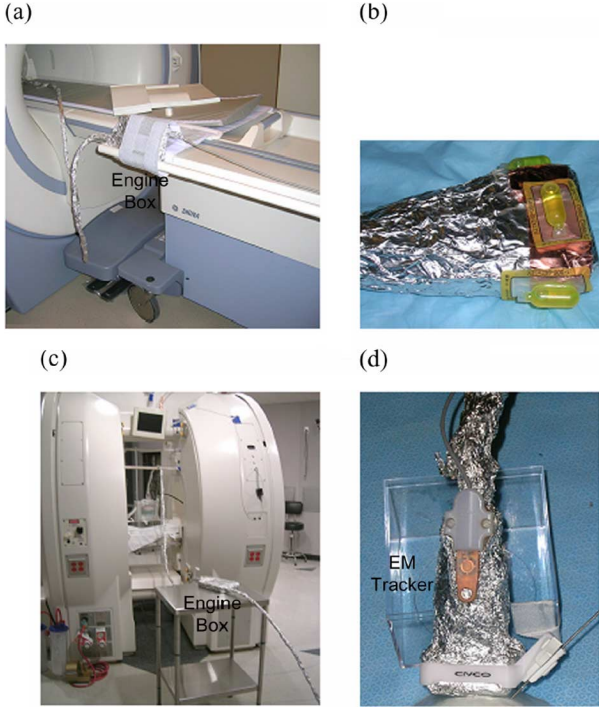 (a)
(b)
Engine
Box
(c)
(d)
Engine
Box
EM
Tracker
CIVCO